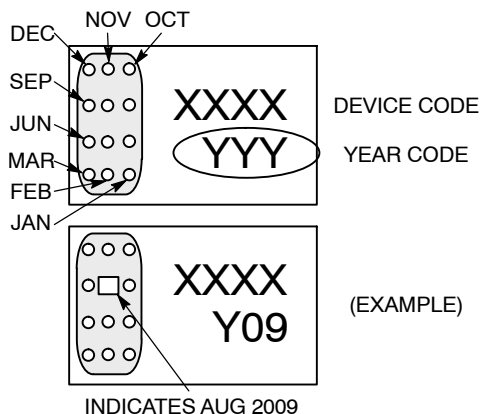 NOV OCT
DEC
SEP
XXXX DEVICE CODE
JUN
YYY YEAR CODE
MAR
FEB
JAN
XXXX
(EXAMPLE)
Y09
INDICATES AUG 2009